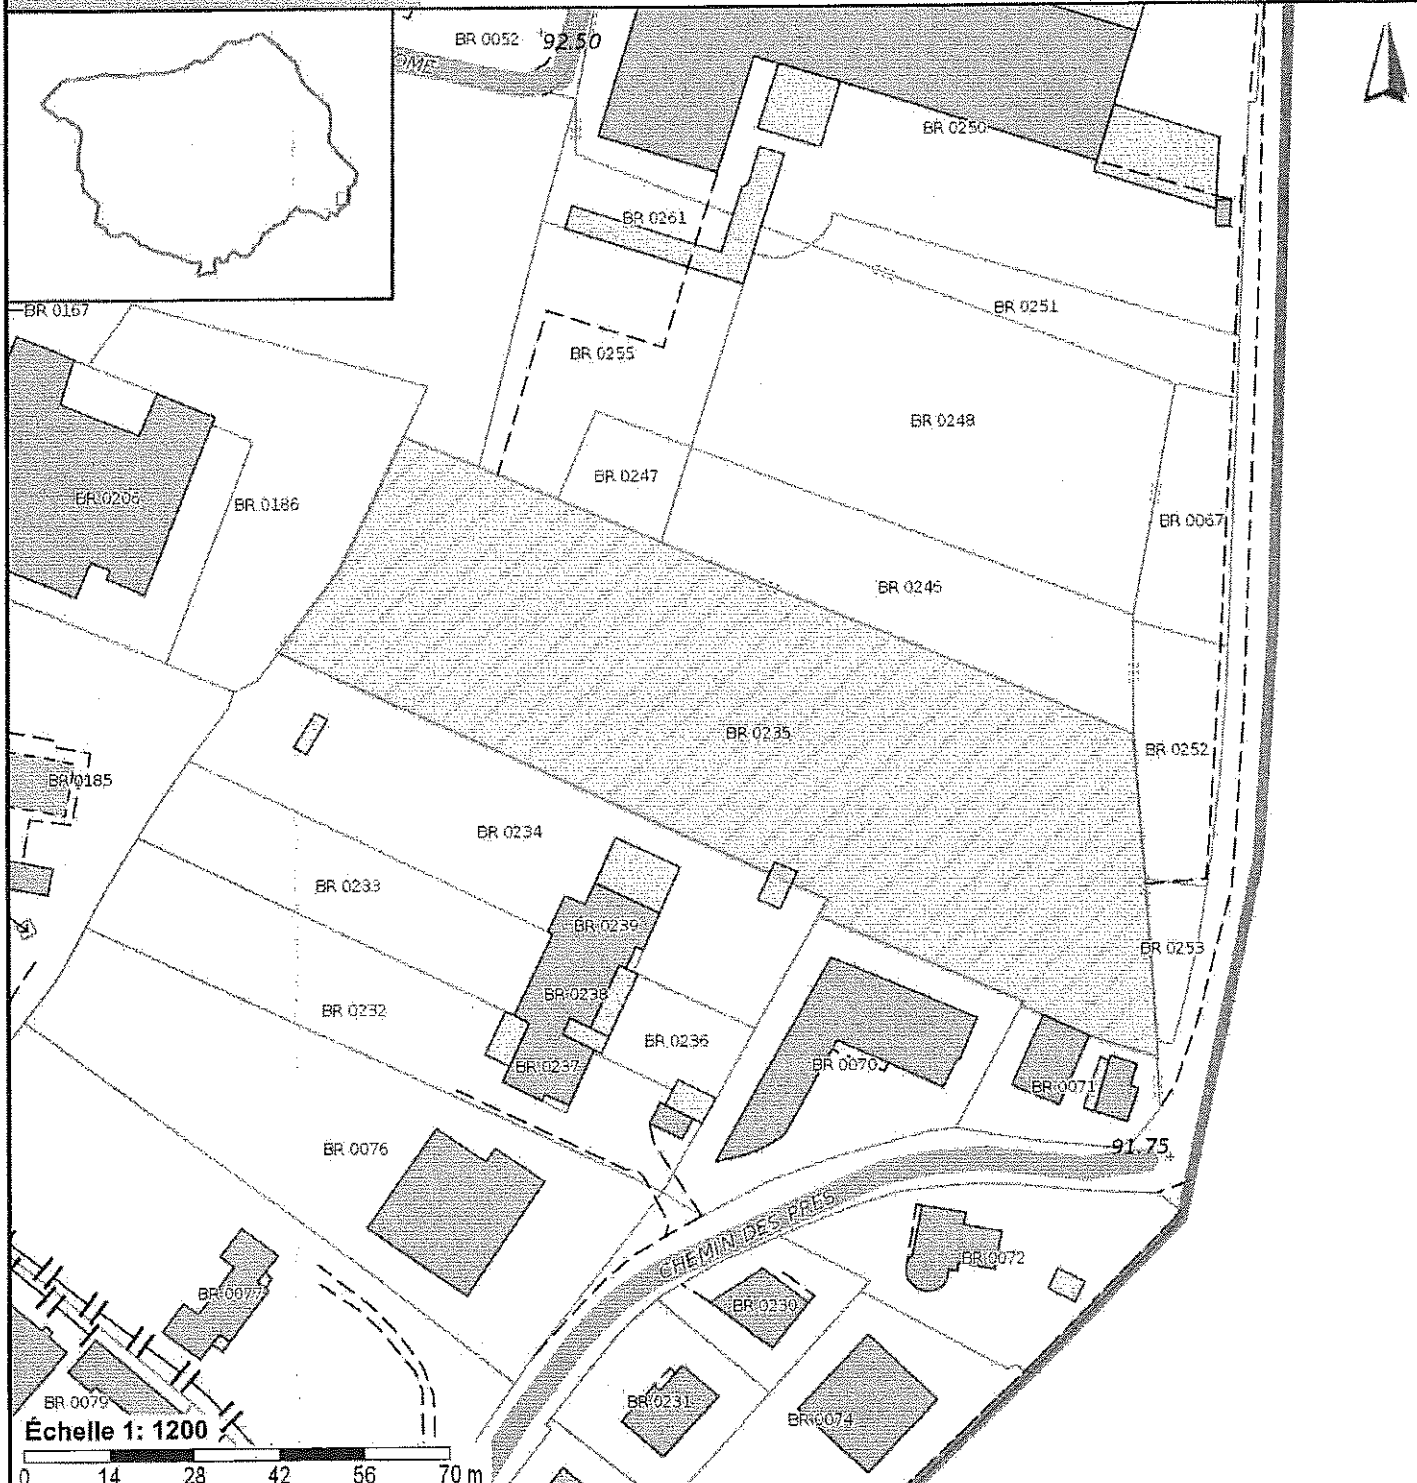 BR 0052
92.50
BR 0250
BR 0261
BR 0251
BR 0167
BR 0255
BR 0248
BR 0247
BR 0206
BR 0186
BR 0067
BR 0246
BR 0235
BR 0252
BR 0185
BR 0234
BR 0233
BR 0239
BR 0253
BR 0238
BR 0232
BR 0236
BR 0237
BR 0070
BR 0071
BR 0076
91.75
CHEMIN DES PRES
BR 0072
BR 0077
BR 0230
BR 0079
BR 0231
BR 0074
Échelle 1: 1200
0 14 28 42 56 70 m